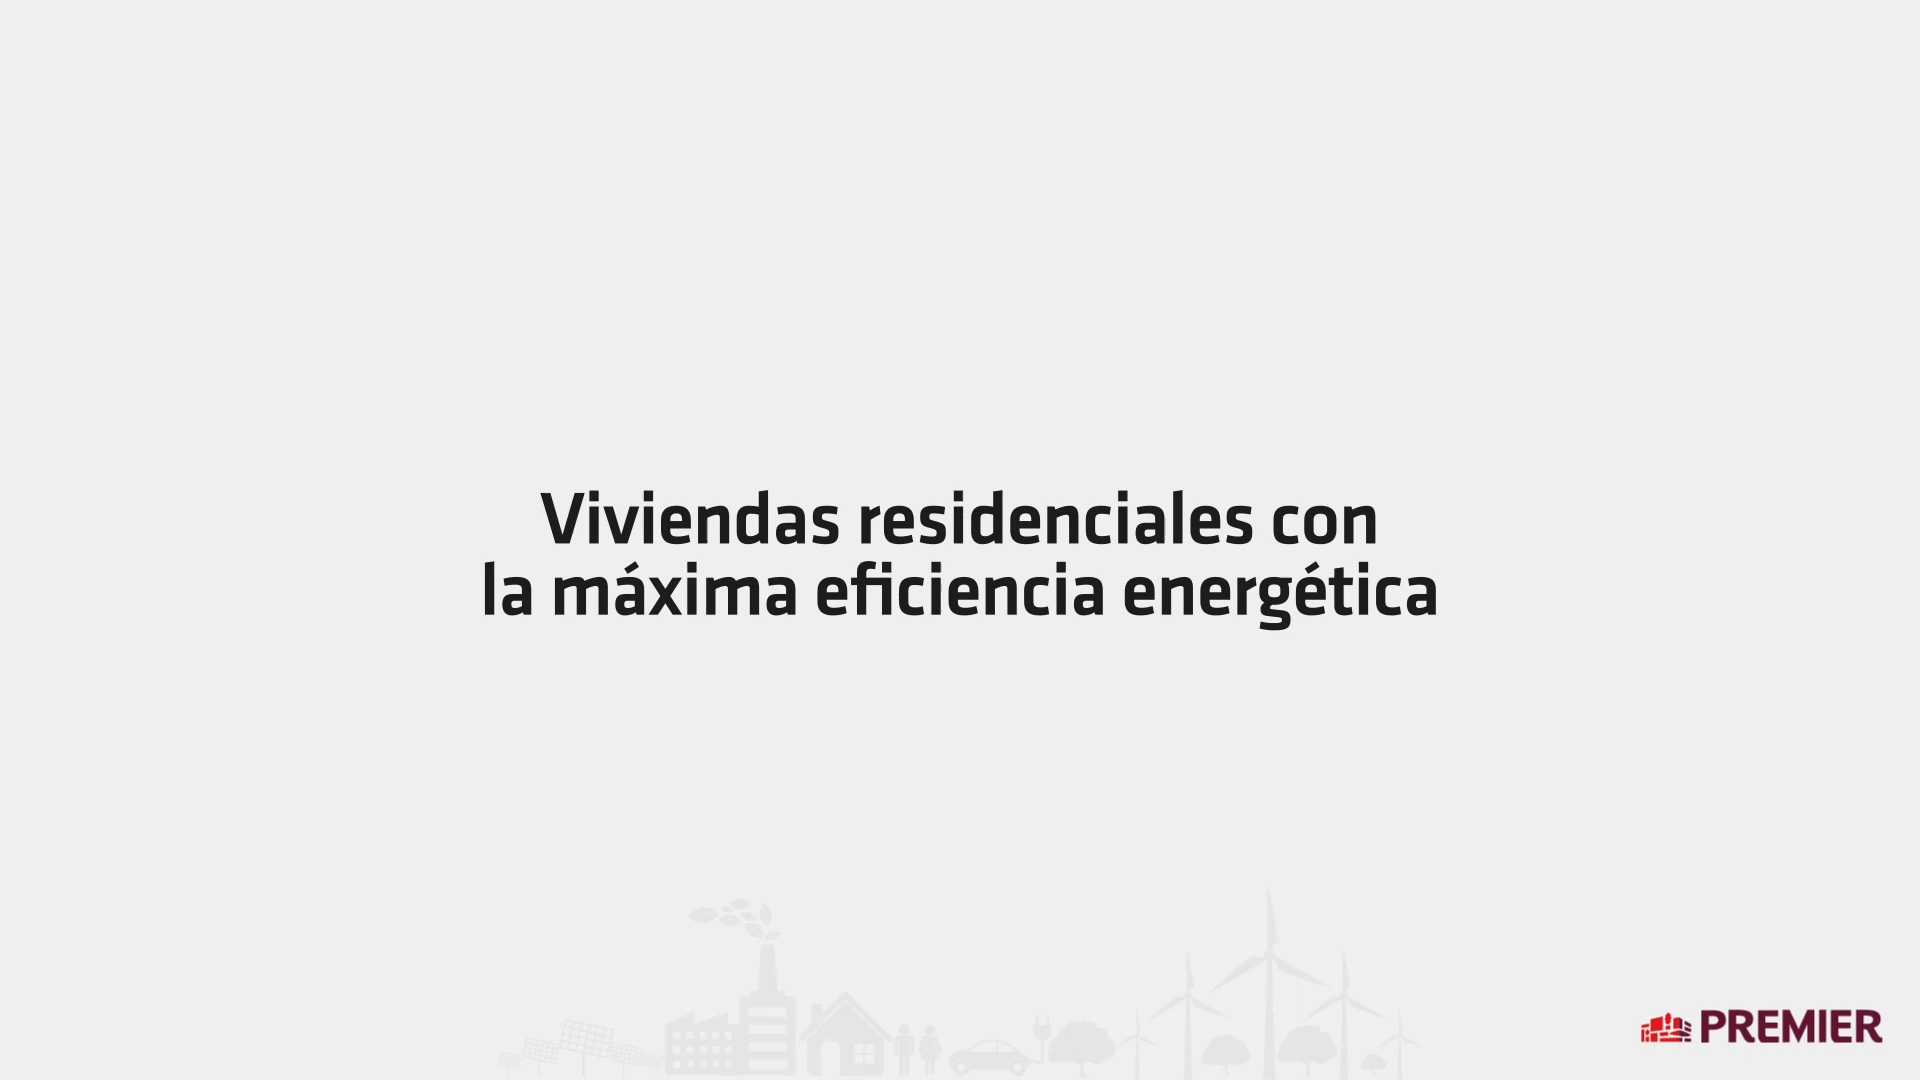 Viviendas residenciales con
la máxima eficiencia energética
PREMIER